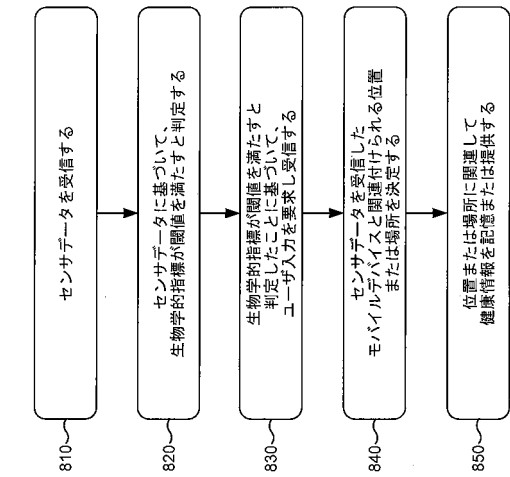 810
センサデータを受信する
820
センサデータに基づいて、
生物学的指標が閾値を満たすと判定する
830
生物学的指標が閾値を満たすと
判定したことに基づいて、
ユーザ入力を要求し受信する
840
センサデータを受信した
モバイルデバイスと関連付けられる位置
または場所を決定する
850
位置または場所に関連して
健康情報を記憶または提供する